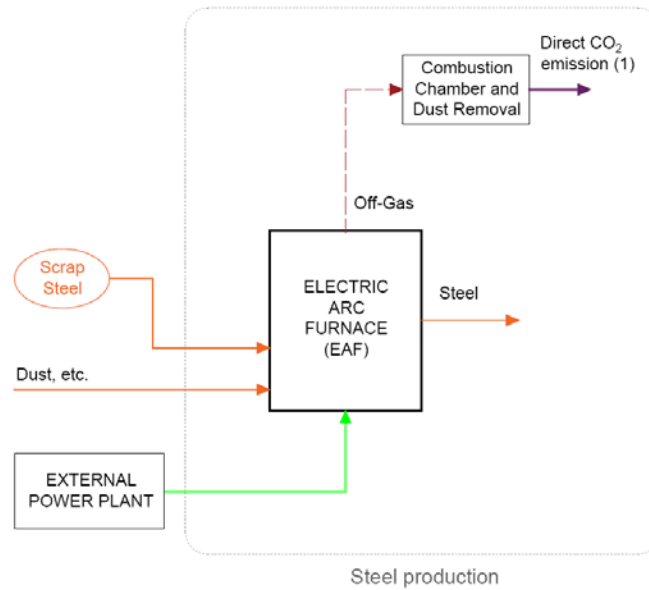 Direct CO₂
emission (1)
Combustion
Chamber and
Dust Removal
Off-Gas
Scrap
Steel
ELECTRIC
ARC
FURNACE
(EAF)
Steel
Dust, etc.
EXTERNAL
POWER PLANT
Steel production